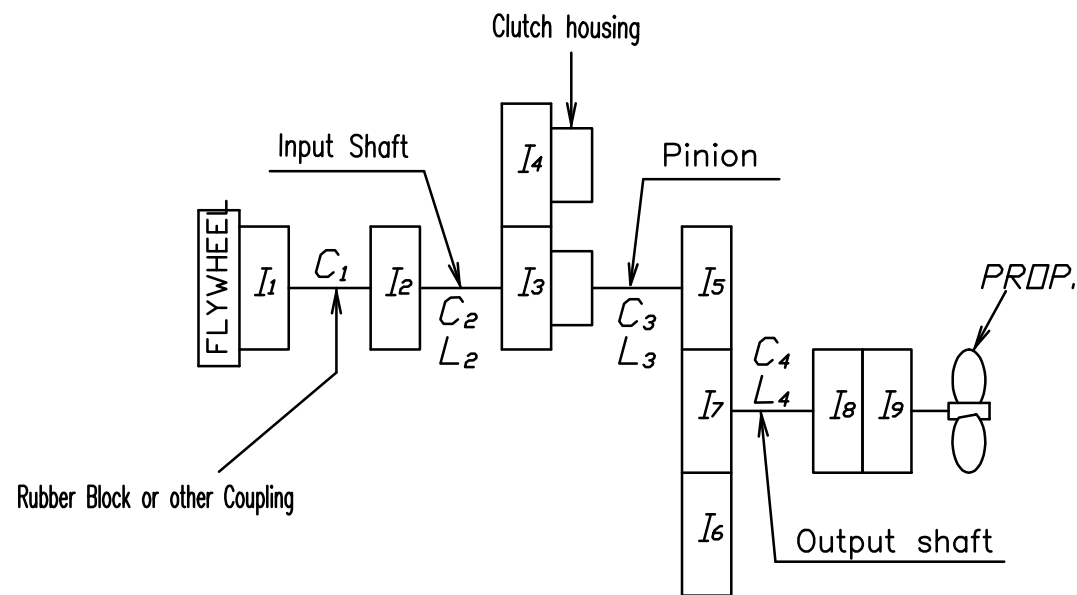 Clutch housing
Input Shaft
Pinion
I4
FLYWHEEL
I1
C1
I2
I3
I5
PROP.
C2
L2
C3
L3
C4
L4
I7
I8
I9
Rubber Block or other Coupling
I6
Output shaft